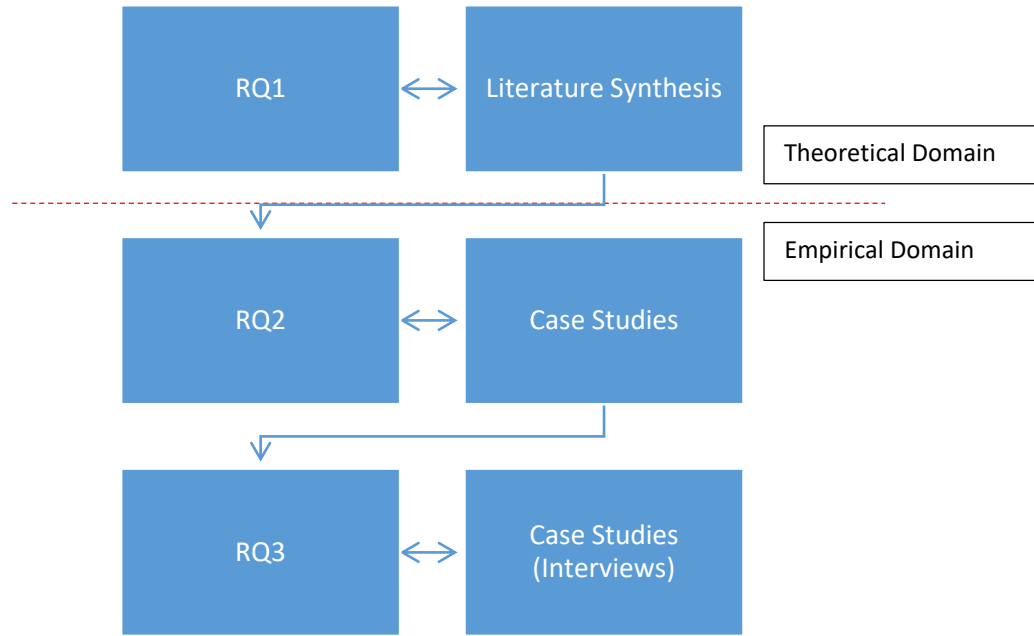 RQ1
Literature Synthesis
Theoretical Domain
Empirical Domain
RQ2
Case Studies
RQ3
Case Studies
(Interviews)